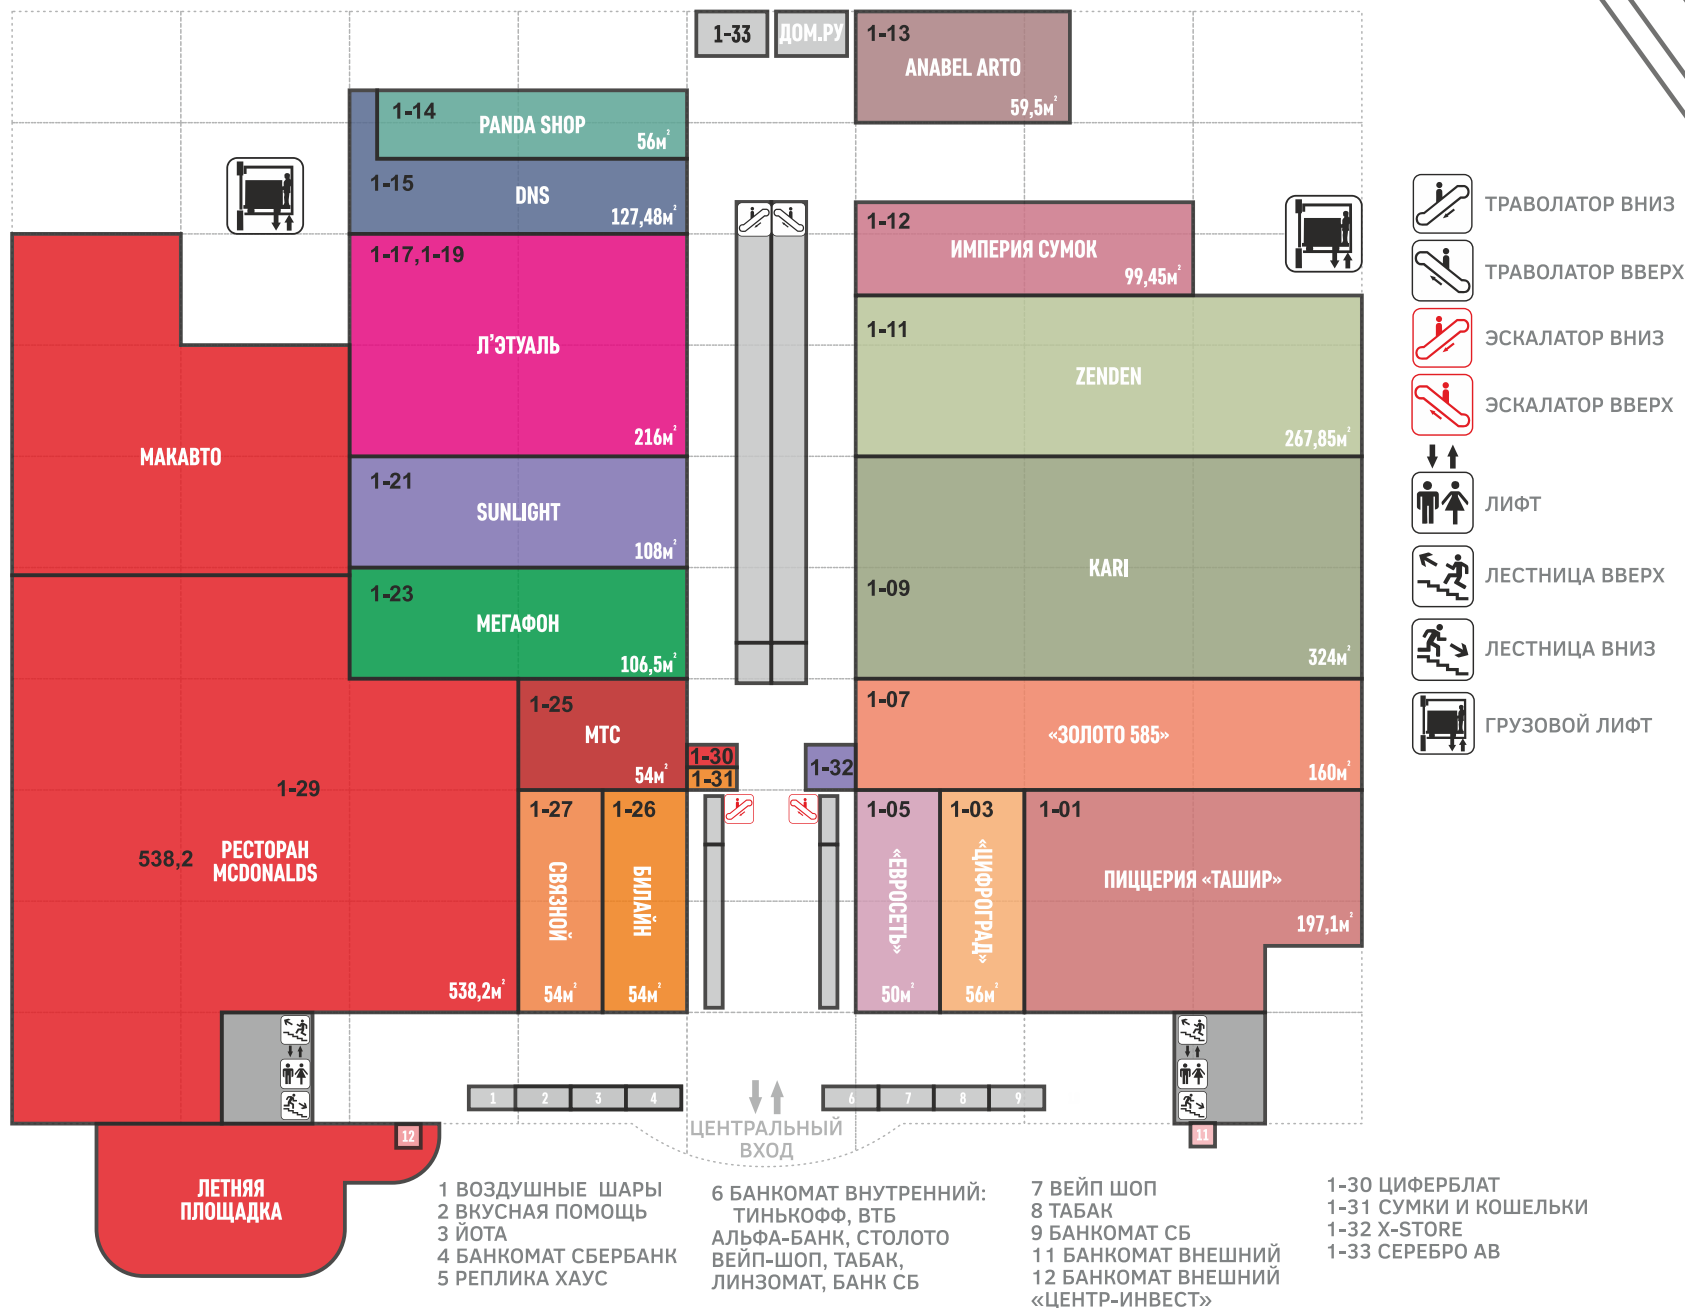 1-33
ДОМ.РУ
1-13
ANABEL ARTO
59,5м²
1-14
PANDA SHOP
56м²
1-15
DNS
127,48м²
1-12
ИМПЕРИЯ СУМОК
99,45м²
1-17,1-19
Л'ЭТУАЛЬ
216м²
1-11
ZENDEN
267,85м²
МАКАВТО
1-21
SUNLIGHT
108м²
KARI
1-09
324м²
1-23
МЕГАФОН
106,5м²
1-25
МТС
54м²
1-30
1-31
1-32
1-07
«ЗОЛОТО 585»
160м²
1-29
538,2
РЕСТОРАН
MCDONALDS
538,2м²
1-27
СВЯЗНОЙ
54м²
1-26
БИЛАЙН
54м²
1-05
«ЕВРОСЕТЬ»
50м²
1-03
«ЦИФРОГРАД»
56м²
1-01
ПИЦЦЕРИЯ «ТАШИР»
197,1м²
1
2
3
4
6
7
8
9
ЦЕНТРАЛЬНЫЙ
ВХОД
12
11
ЛЕТНЯЯ
ПЛОЩАДКА
ТРАВОЛАТОР ВНИЗ
ТРАВОЛАТОР ВВЕРХ
ЭСКАЛАТОР ВНИЗ
ЭСКАЛАТОР ВВЕРХ
ЛИФТ
ЛЕСТНИЦА ВВЕРХ
ЛЕСТНИЦА ВНИЗ
ГРУЗОВОЙ ЛИФТ
1 ВОЗДУШНЫЕ ШАРЫ
2 ВКУСНАЯ ПОМОЩЬ
3 ЙОТА
4 БАНКОМАТ СБЕРБАНК
5 РЕПЛИКА ХАУС
6 БАНКОМАТ ВНУТРЕННИЙ:
ТИНЬКОФФ, ВТБ
АЛЬФА-БАНК, СТОЛОТО
ВЕЙП-ШОП, ТАБАК,
ЛИНЗОМАТ, БАНК СБ
7 ВЕЙП ШОП
8 ТАБАК
9 БАНКОМАТ СБ
11 БАНКОМАТ ВНЕШНИЙ
12 БАНКОМАТ ВНЕШНИЙ
«ЦЕНТР-ИНВЕСТ»
1-30 ЦИФЕРБЛАТ
1-31 СУМКИ И КОШЕЛЬКИ
1-32 X-STORE
1-33 СЕРЕБРО АВ